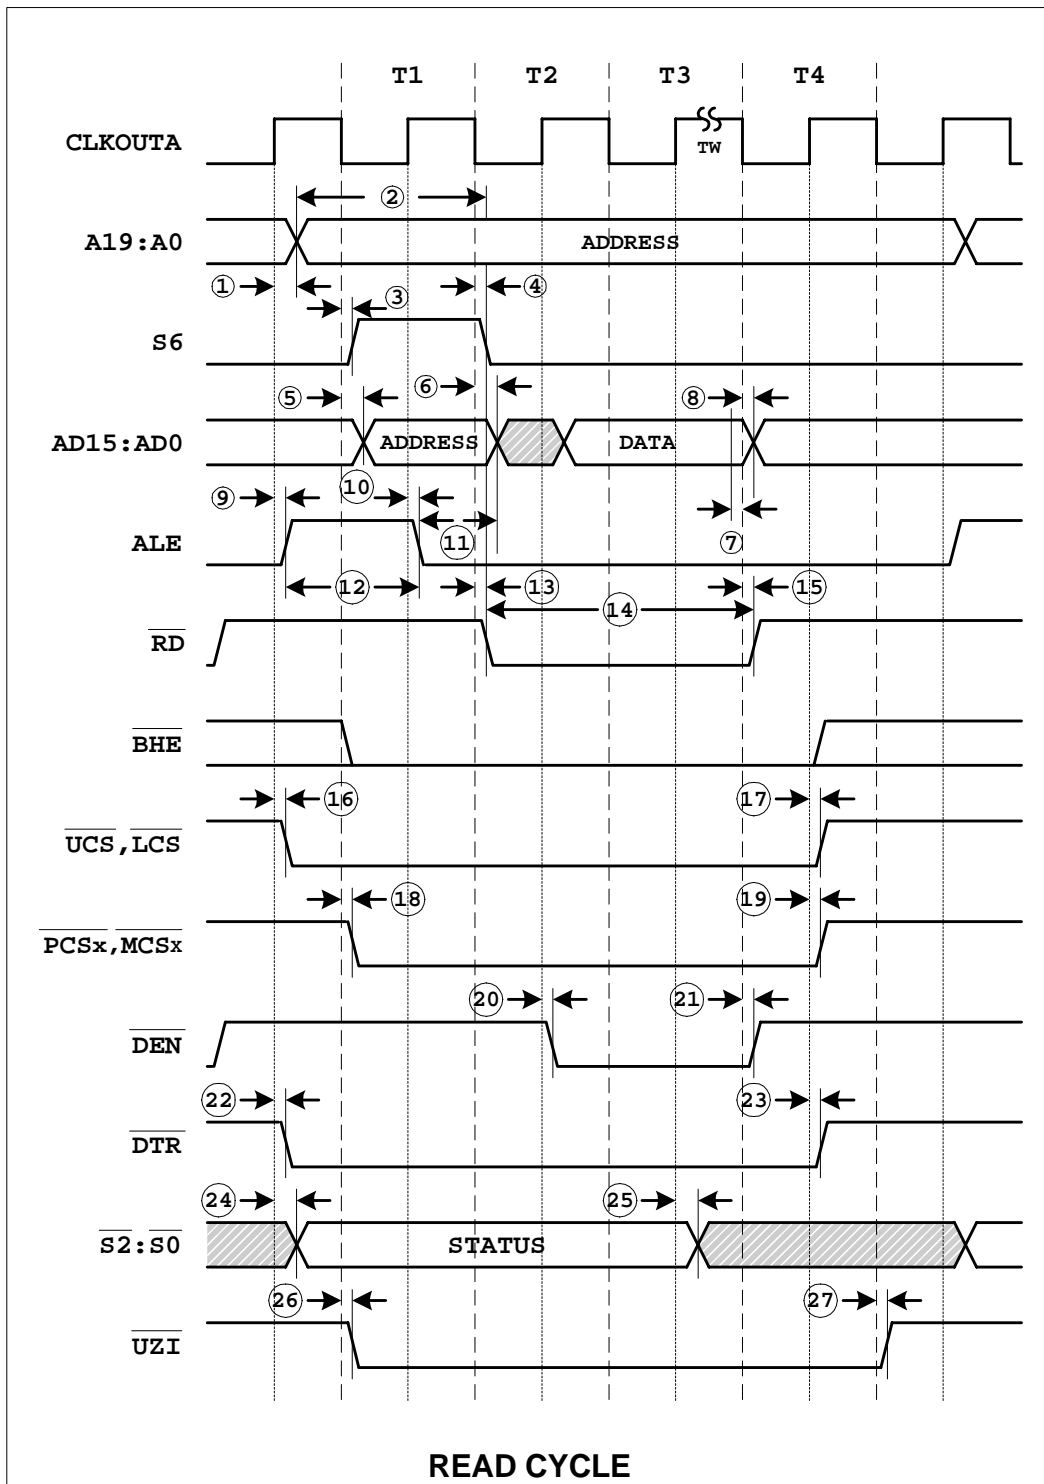 T1 T2 T3 T4
CLKOUTA
TW
2
A19:A0
ADDRESS
1
3
4
S6
6
5
8
AD15:AD0
ADDRESS
DATA
9
10
ALE
11
7
12
13
15
14
RD
BHE
16
17
UCS,LCS
18
19
PCSx,MCSx
20
21
DEN
22
23
DTR
24
25
S2:S0
STATUS
26
27
UZI
READ CYCLE